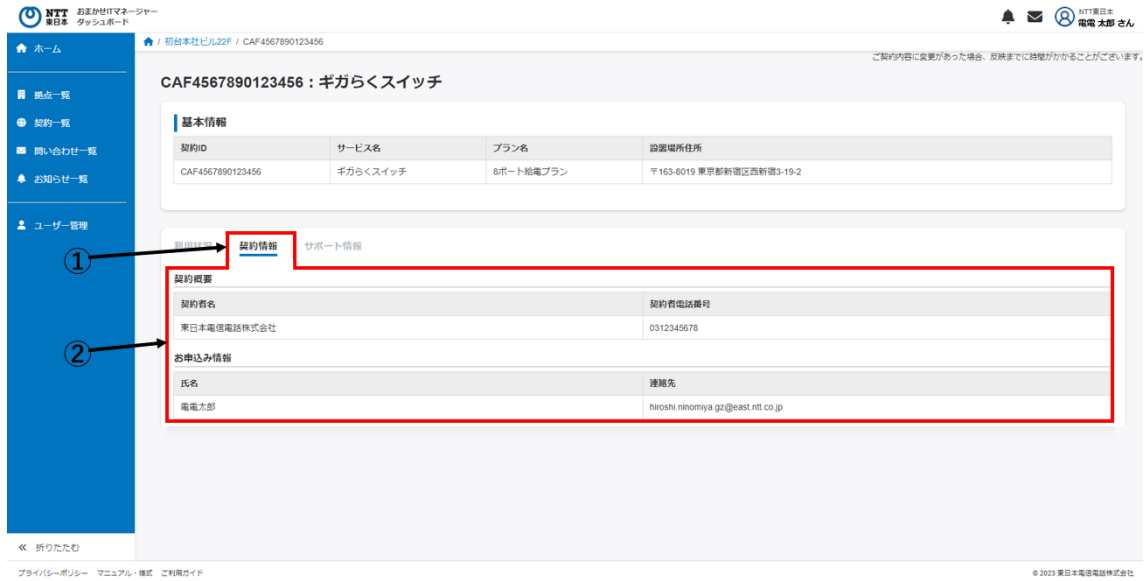 NTT 東日本 おまかせITマネージャー ダッシュボード
NTT東日本
電電 太郎 さん
ホーム
拠点一覧
契約一覧
問い合わせ一覧
お知らせ一覧
ユーザー管理
折りたたむ
/ 初台本社ビル22F / CAF4567890123456
ご契約内容に変更があった場合、反映までに時間がかかることがございます。
CAF4567890123456：ギガらくスイッチ
基本情報
契約ID サービス名 プラン名 設置場所住所
CAF4567890123456 ギガらくスイッチ 8ポート給電プラン 〒163-8019 東京都新宿区西新宿3-19-2
利用状況 契約情報 サポート情報
①
契約概要
契約者名 契約者電話番号
東日本電信電話株式会社 0312345678
②
お申込み情報
氏名 連絡先
電電太郎 hiroshi.ninomiya.gz@east.ntt.co.jp
プライバシーポリシー マニュアル・様式 ご利用ガイド
© 2023 東日本電信電話株式会社